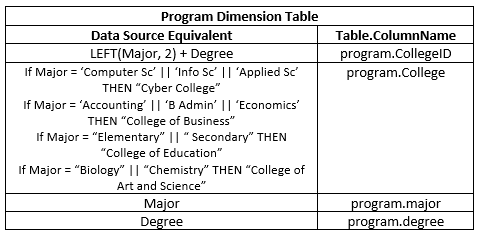 Program Dimension Table
Data Source Equivalent Table.ColumnName
LEFT(Major, 2) + Degree program.CollegeID
If Major = ‘Computer Sc’ || ‘Info Sc’ || ‘Applied Sc’ program.College
THEN “Cyber College”
If Major = ‘Accounting’ || ‘B Admin’ || ‘Economics’
THEN “College of Business”
If Major = “Elementary” || “ Secondary” THEN
“College of Education”
If Major = “Biology” || “Chemistry” THEN “College of
Art and Science”
Major program.major
Degree program.degree